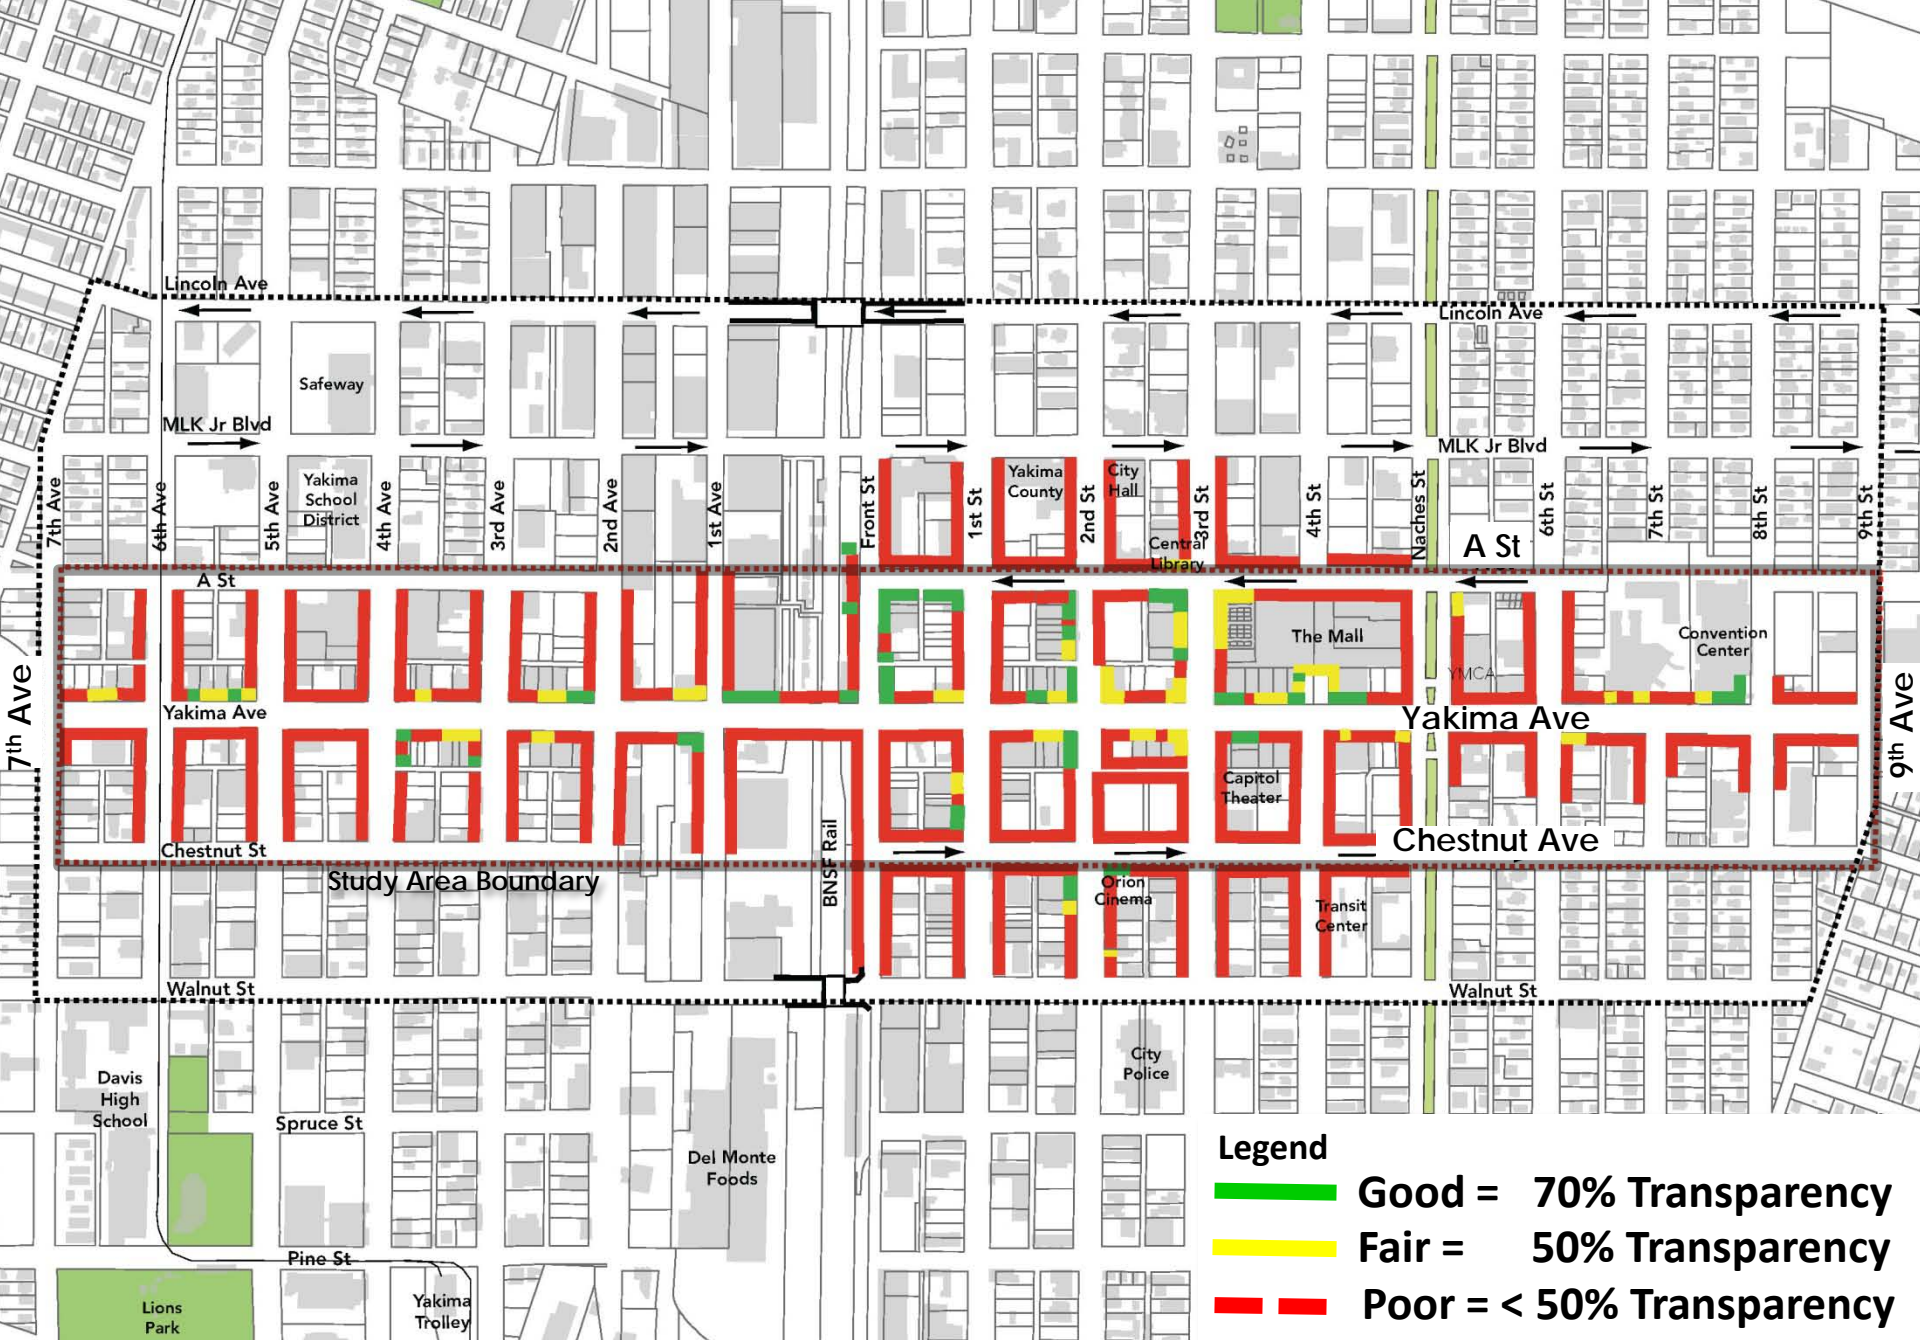 Lincoln Ave
Lincoln Ave
Safeway
MLK Jr Blvd
MLK Jr Blvd
7th Ave
6th Ave
5th Ave
4th Ave
3rd Ave
2nd Ave
1st Ave
Front St
1st St
2nd St
3rd St
4th St
Naches St
6th St
7th St
8th St
9th St
Yakima
School
District
Yakima
County
City
Hall
Central
Library
A St
A St
The Mall
Convention
Center
YMCA
7th Ave
Yakima Ave
Yakima Ave
9th Ave
Capitol
Theater
Chestnut St
Chestnut Ave
BNSF Rail
Study Area Boundary
Orion
Cinema
Transit
Center
Walnut St
Walnut St
City
Police
Davis
High
School
Spruce St
Del Monte
Foods
Pine St
Lions
Park
Yakima
Trolley
Legend
Good = 70% Transparency
Fair = 50% Transparency
Poor = < 50% Transparency